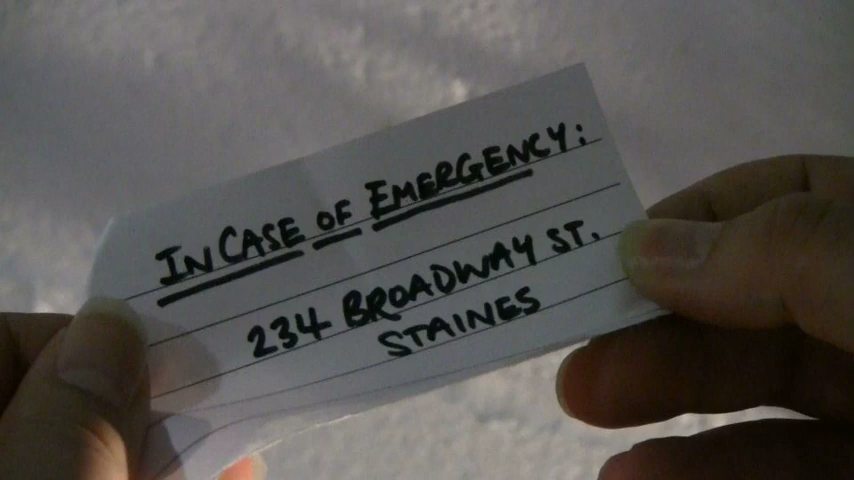 IN CASE OF EMERGENCY:
234 BROADWAY ST.
STAINES